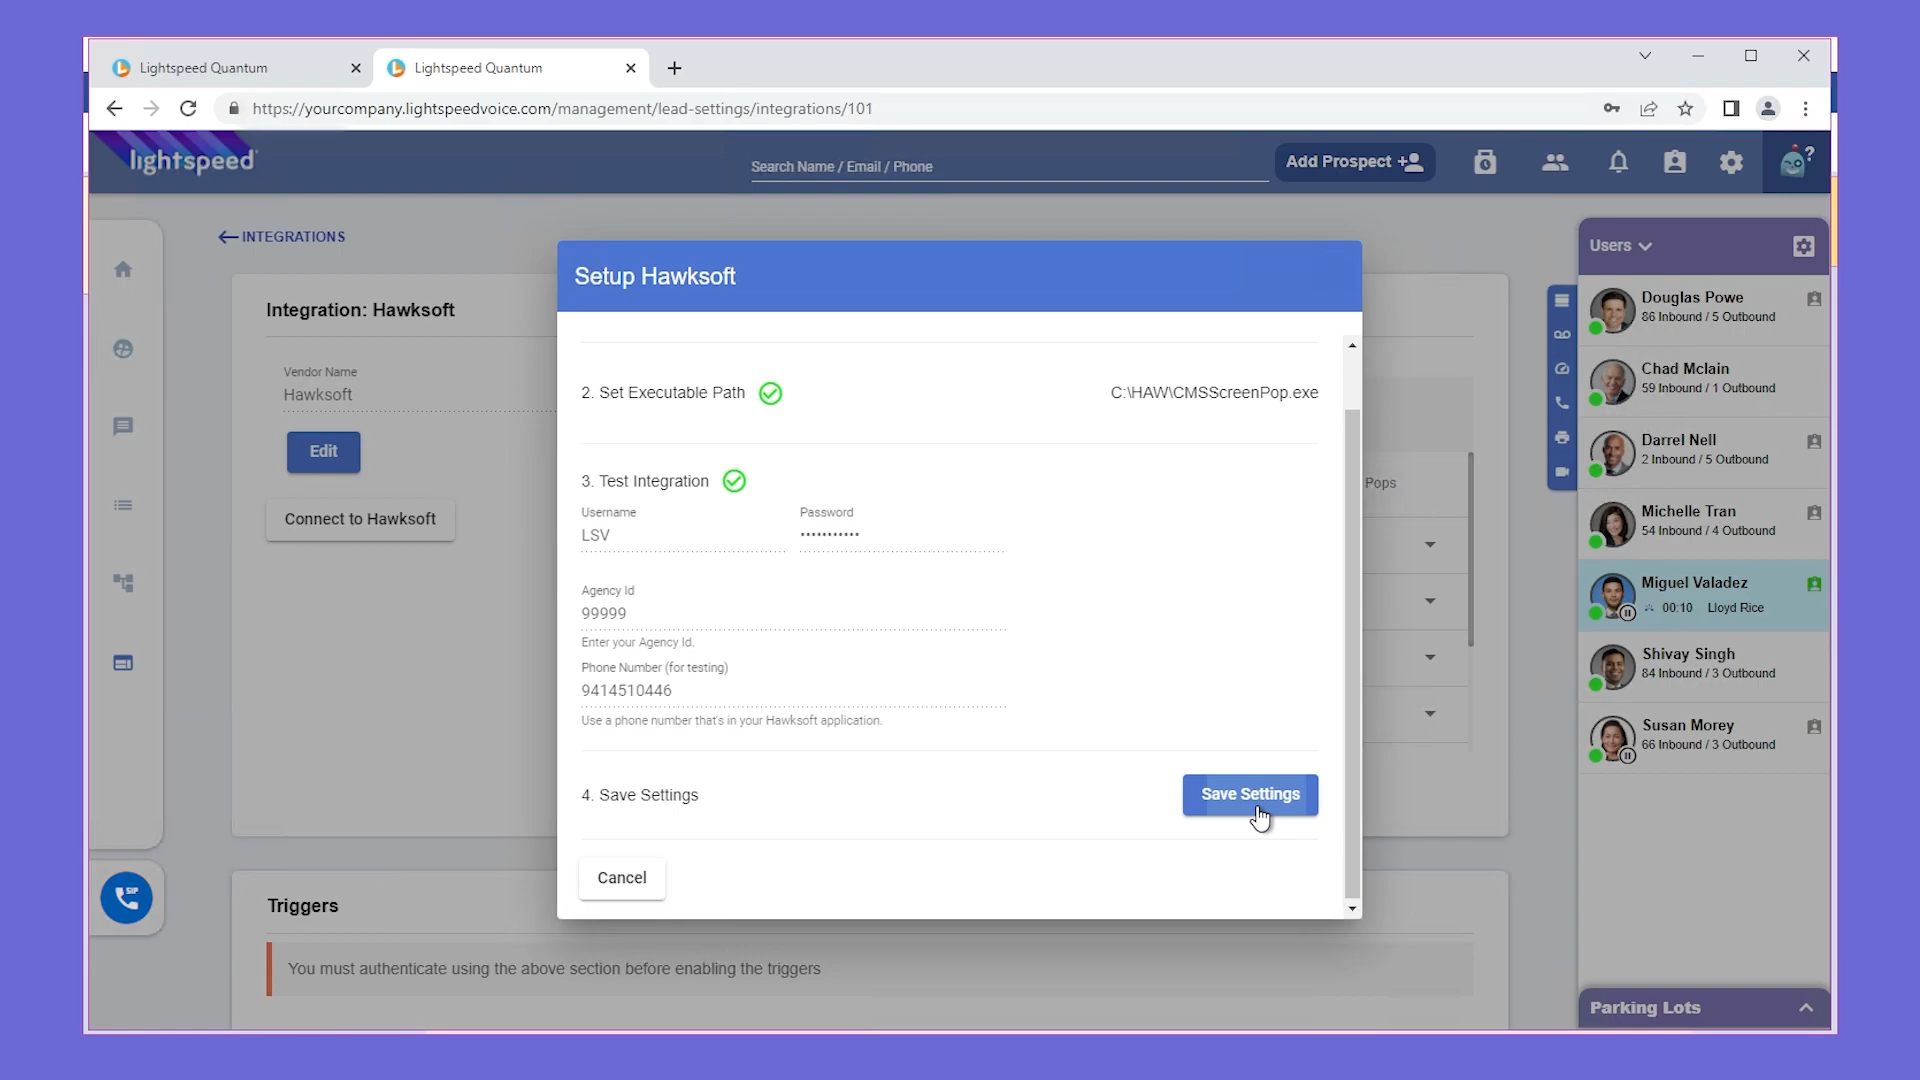 Lightspeed Quantum
Lightspeed Quantum
https://yourcompany.lightspeedvoice.com/management/lead-settings/integrations/101
lightspeed
Search Name / Email / Phone
Add Prospect
?
INTEGRATIONS
Integration: Hawksoft
Vendor Name
Hawksoft
Edit
Connect to Hawksoft
Pops
Setup Hawksoft
2. Set Executable Path
C:\HAW\CMSScreenPop.exe
3. Test Integration
Username
Password
LSV
•••••••••••
Agency Id
99999
Enter your Agency Id.
Phone Number (for testing)
9414510446
Use a phone number that's in your Hawksoft application.
4. Save Settings
Save Settings
Cancel
SIP
Triggers
You must authenticate using the above section before enabling the triggers
Users
Douglas Powe
86 Inbound / 5 Outbound
Chad Mclain
59 Inbound / 1 Outbound
Darrel Nell
2 Inbound / 5 Outbound
Michelle Tran
54 Inbound / 4 Outbound
Miguel Valadez
00:10 Lloyd Rice
Shivay Singh
84 Inbound / 3 Outbound
Susan Morey
66 Inbound / 3 Outbound
Parking Lots